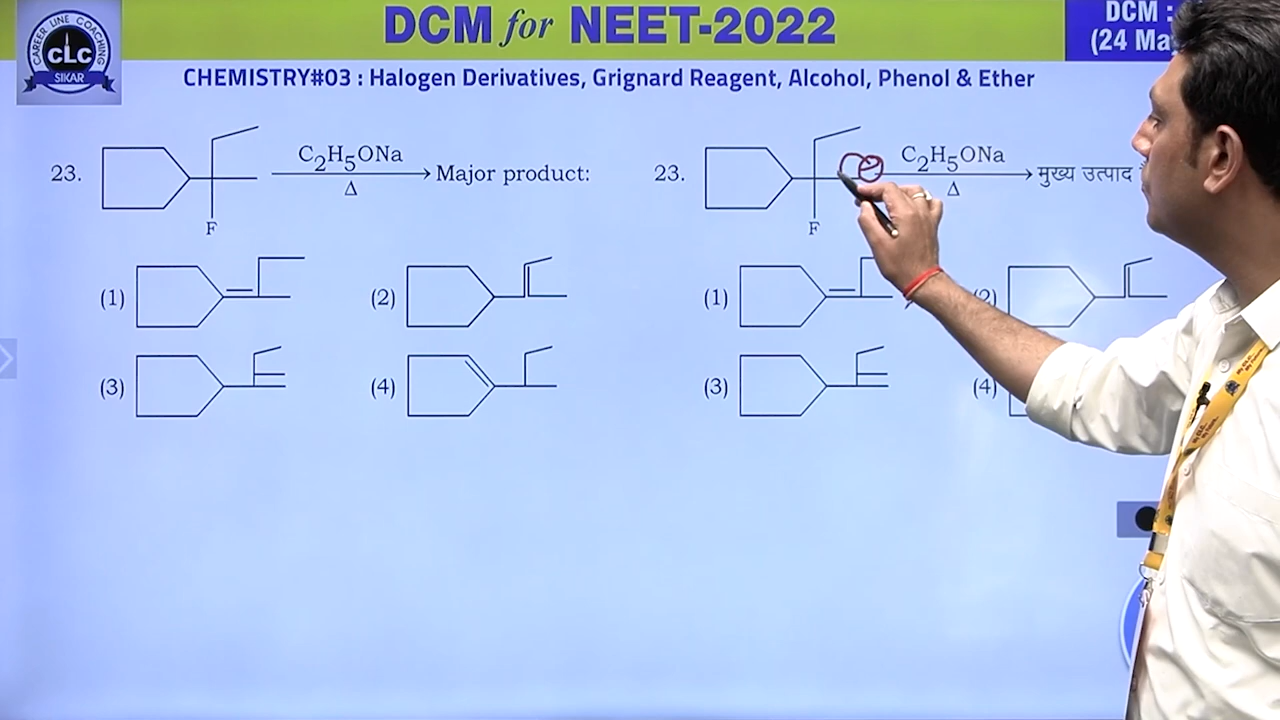 DCM for NEET-2022
DCM :
(24 Ma
CAREER LINE COACHING
CLC
SIKAR
CHEMISTRY#03 : Halogen Derivatives, Grignard Reagent, Alcohol, Phenol & Ether
23.
F
C2H5ONa
Δ
Major product:
(1)
(2)
(3)
(4)
23.
F
C2H5ONa
Δ
मुख्य उत्पाद
(1)
(2)
(3)
(4)